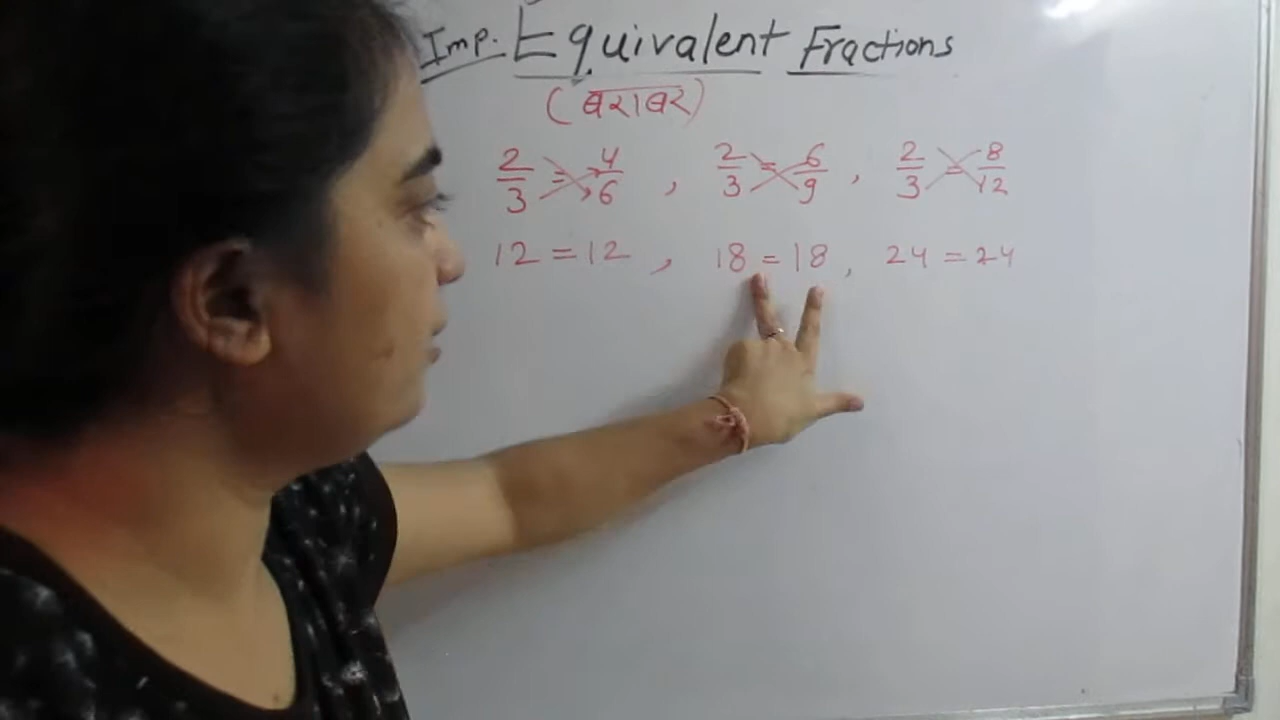 Imp. Equivalent Fractions
(बराबर)
2/3 = 4/6 , 2/3 = 6/9 , 2/3 = 8/12
12 = 12 , 18 = 18 , 24 = 24